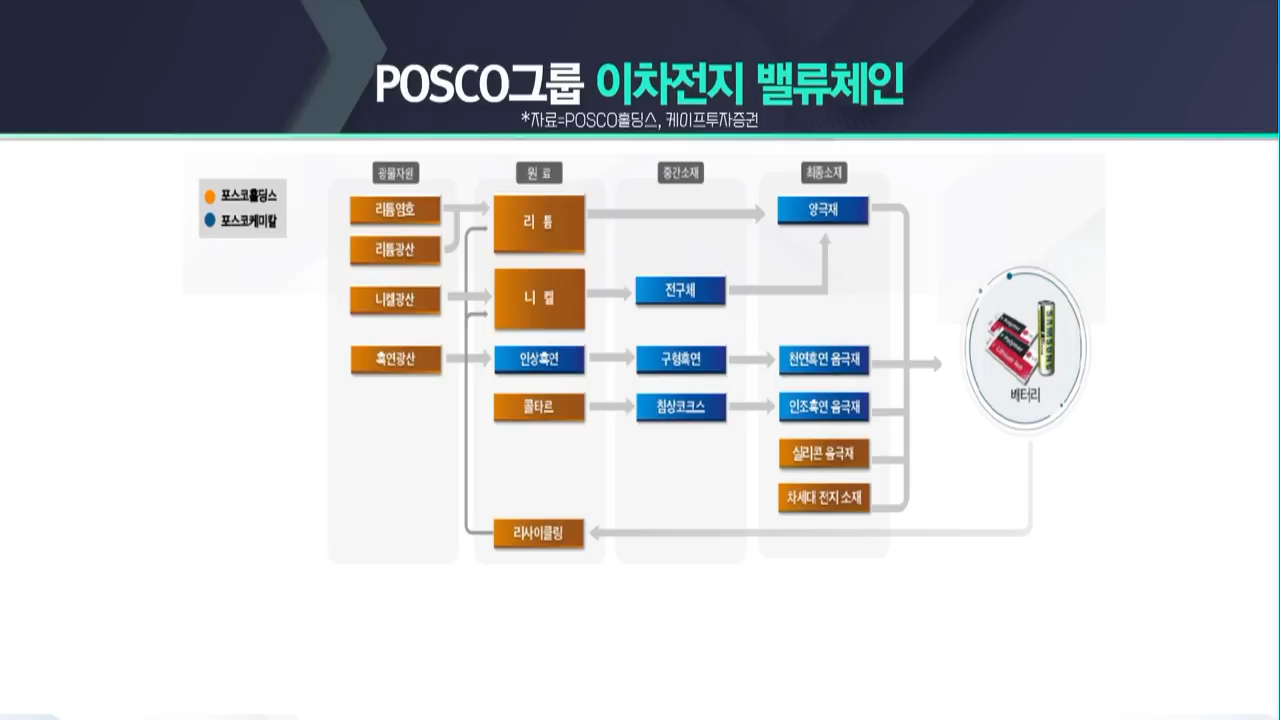 POSCO그룹 이차전지 밸류체인
*자료=POSCO홀딩스, 케이프투자증권
포스코홀딩스
포스코케미칼
광물자원
원 료
중간소재
최종소재
리튬염호
리튬광산
리 튬
양극재
니켈광산
니 켈
전구체
흑연광산
인상흑연
구형흑연
천연흑연 음극재
콜타르
침상코크스
인조흑연 음극재
실리콘 음극재
차세대 전지 소재
리사이클링
배터리